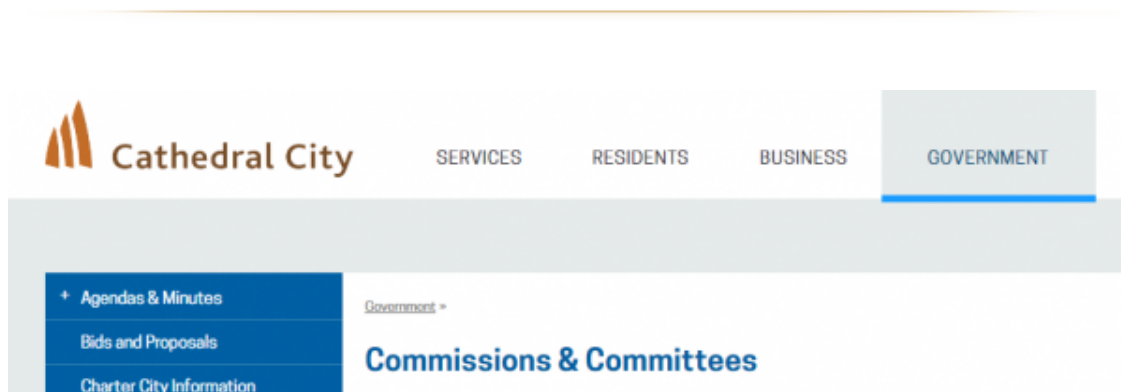 Cathedral City
SERVICES RESIDENTS BUSINESS GOVERNMENT
+ Agendas & Minutes
Bids and Proposals
Charter City Information
Government »
Commissions & Committees